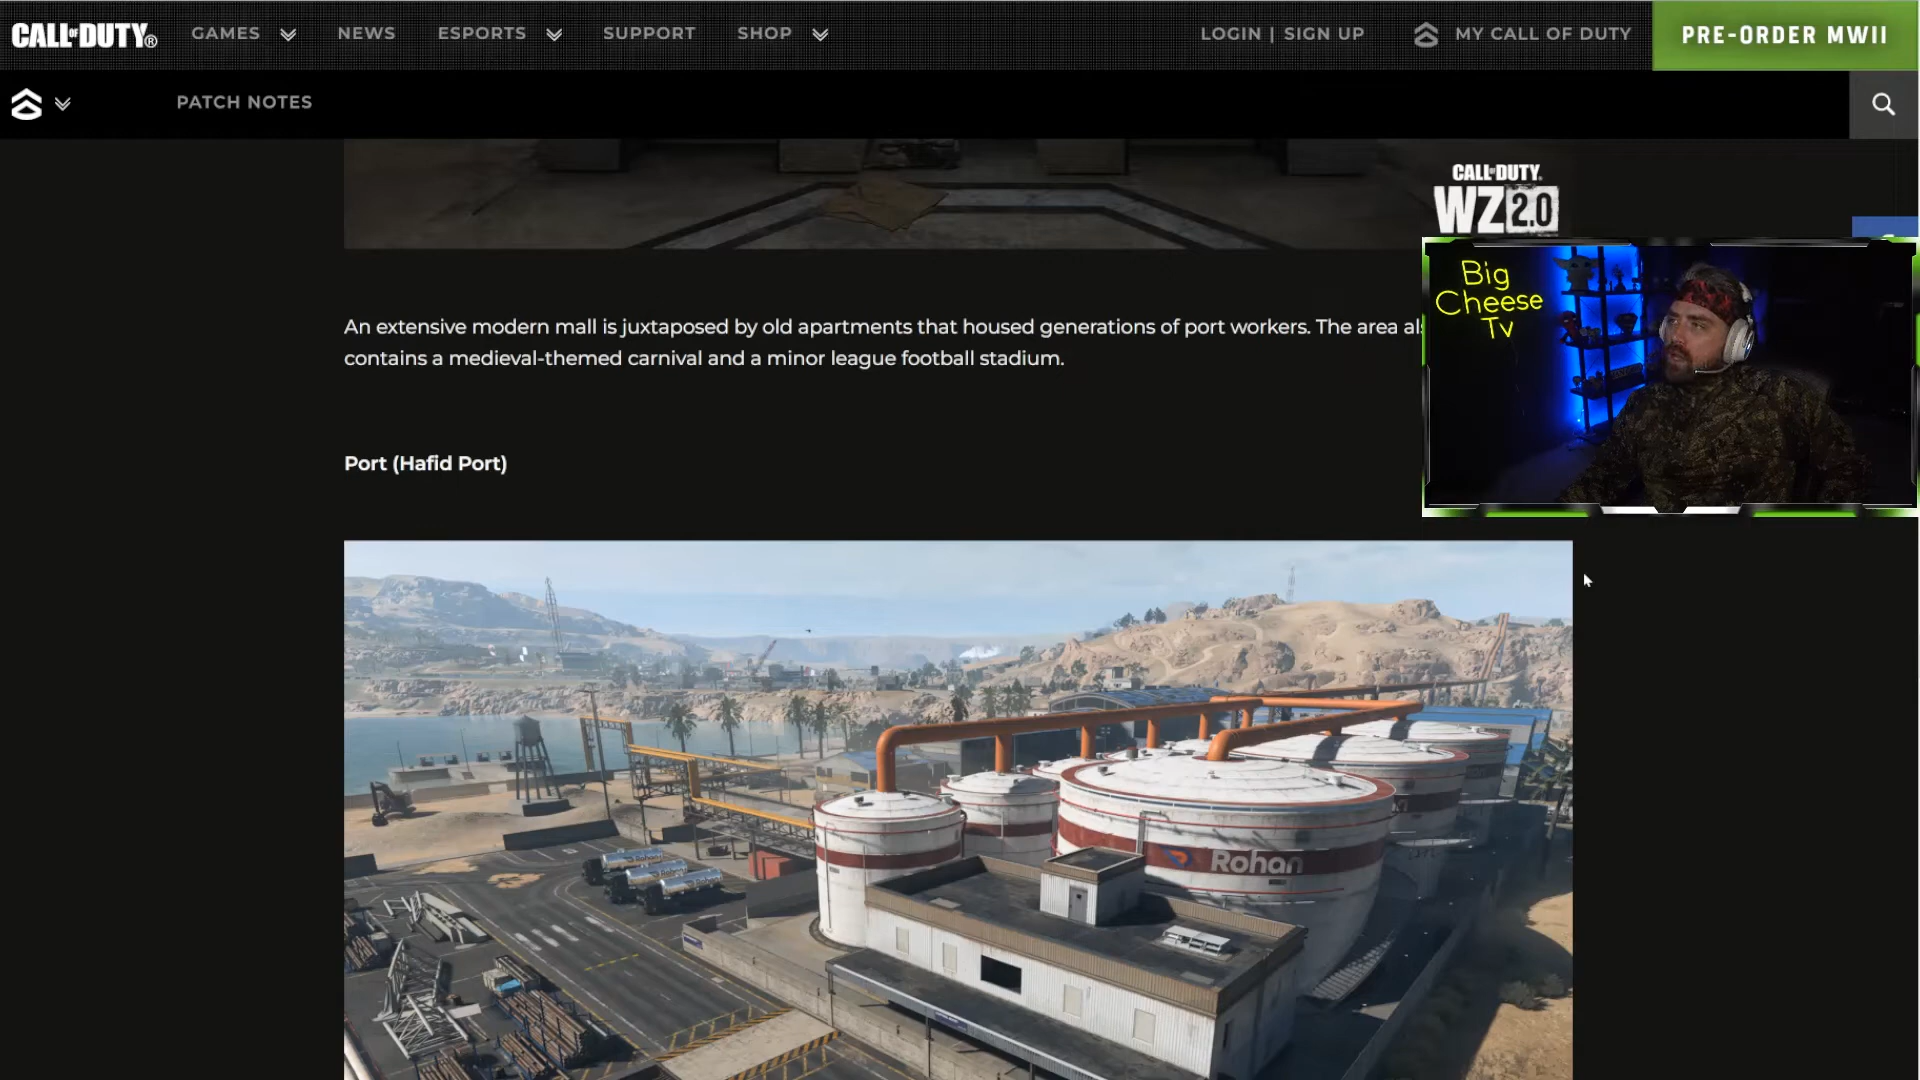 CALL OF DUTY® GAMES NEWS ESPORTS SUPPORT SHOP LOGIN | SIGN UP MY CALL OF DUTY PRE-ORDER MWII
PATCH NOTES
CALL OF DUTY
WZ 2.0
Big
Cheese
Tv
An extensive modern mall is juxtaposed by old apartments that housed generations of port workers. The area
contains a medieval-themed carnival and a minor league football stadium.
Port (Hafid Port)
Rohan